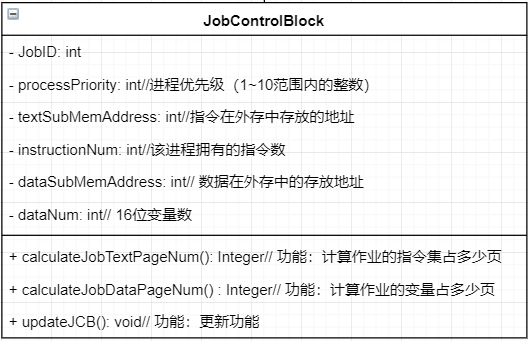 JobControlBlock
- JobID: int
- processPriority: int//进程优先级（1~10范围内的整数）
- textSubMemAddress: int//指令在外存中存放的地址
- instructionNum: int//该进程拥有的指令数
- dataSubMemAddress: int// 数据在外存中的存放地址
- dataNum: int// 16位变量数
+ calculateJobTextPageNum(): Integer// 功能：计算作业的指令集占多少页
+ calculateJobDataPageNum() : Integer// 功能：计算作业的变量占多少页
+ updateJCB(): void// 功能：更新功能